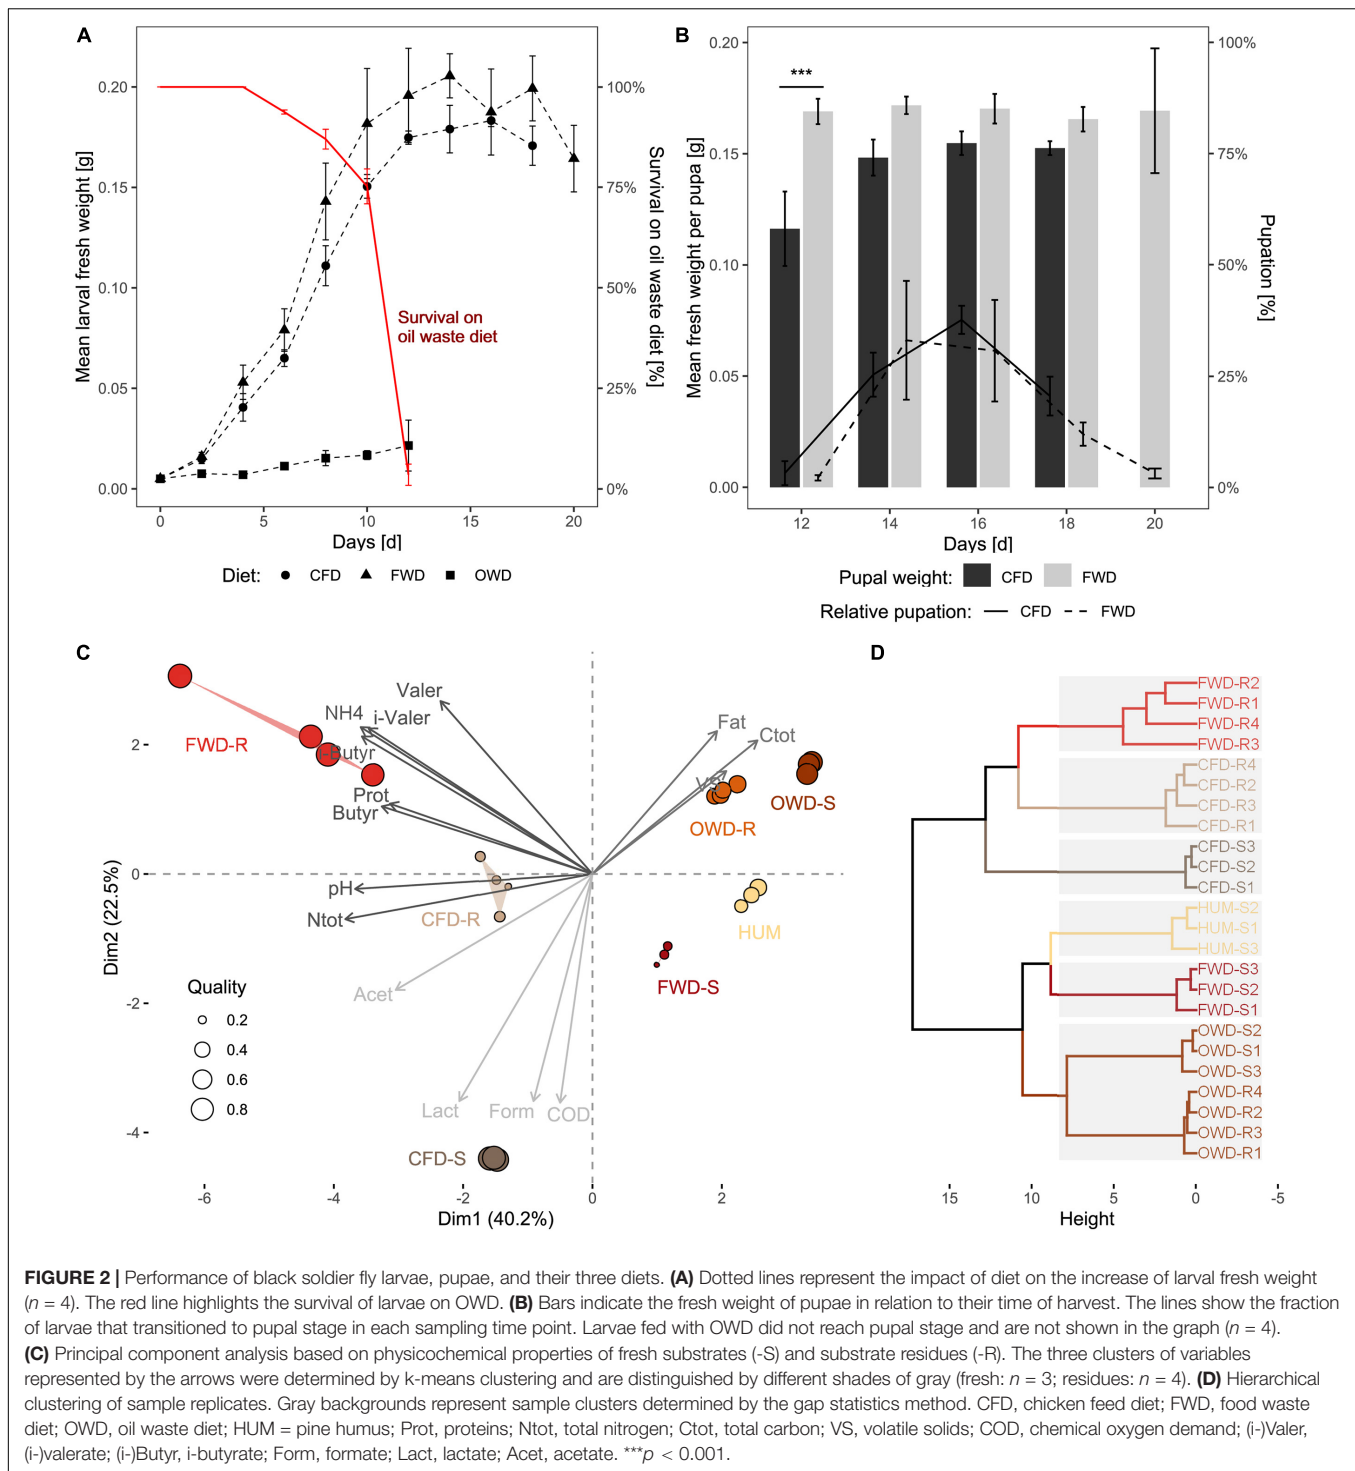 A
0.20
0.15
0.10
0.05
0.00
Mean larval fresh weight [g]
100%
75%
50%
25%
0%
Survival on oil waste diet [%]
Survival on
oil waste diet
0 5 10 15 20
Days [d]
Diet: CFD FWD OWD
B
0.20
0.15
0.10
0.05
0.00
Mean fresh weight per pupa [g]
***
100%
75%
50%
25%
0%
Pupation [%]
12 14 16 18 20
Days [d]
Pupal weight: CFD FWD
Relative pupation: CFD FWD
C
Valer
NH4
i-Valer
i-Butyr
Prot
Butyr
pH
Ntot
Acet
Lact
Form
COD
Fat
Ctot
VS
FWD-R
CFD-R
CFD-S
OWD-R
OWD-S
HUM
FWD-S
Quality
0.2
0.4
0.6
0.8
2
0
-2
-4
Dim2 (22.5%)
-6 -4 -2 0 2
Dim1 (40.2%)
D
FWD-R2
FWD-R1
FWD-R4
FWD-R3
CFD-R4
CFD-R2
CFD-R3
CFD-R1
CFD-S3
CFD-S2
CFD-S1
HUM-S2
HUM-S1
HUM-S3
FWD-S3
FWD-S2
FWD-S1
OWD-S2
OWD-S1
OWD-S3
OWD-R4
OWD-R2
OWD-R3
OWD-R1
15 10 5 0 -5
Height
FIGURE 2 | Performance of black soldier fly larvae, pupae, and their three diets. (A) Dotted lines represent the impact of diet on the increase of larval fresh weight
(n = 4). The red line highlights the survival of larvae on OWD. (B) Bars indicate the fresh weight of pupae in relation to their time of harvest. The lines show the fraction
of larvae that transitioned to pupal stage in each sampling time point. Larvae fed with OWD did not reach pupal stage and are not shown in the graph (n = 4).
(C) Principal component analysis based on physicochemical properties of fresh substrates (-S) and substrate residues (-R). The three clusters of variables
represented by the arrows were determined by k-means clustering and are distinguished by different shades of gray (fresh: n = 3; residues: n = 4). (D) Hierarchical
clustering of sample replicates. Gray backgrounds represent sample clusters determined by the gap statistics method. CFD, chicken feed diet; FWD, food waste
diet; OWD, oil waste diet; HUM = pine humus; Prot, proteins; Ntot, total nitrogen; Ctot, total carbon; VS, volatile solids; COD, chemical oxygen demand; (i-)Valer,
(i-)valerate; (i-)Butyr, i-butyrate; Form, formate; Lact, lactate; Acet, acetate. ***p < 0.001.